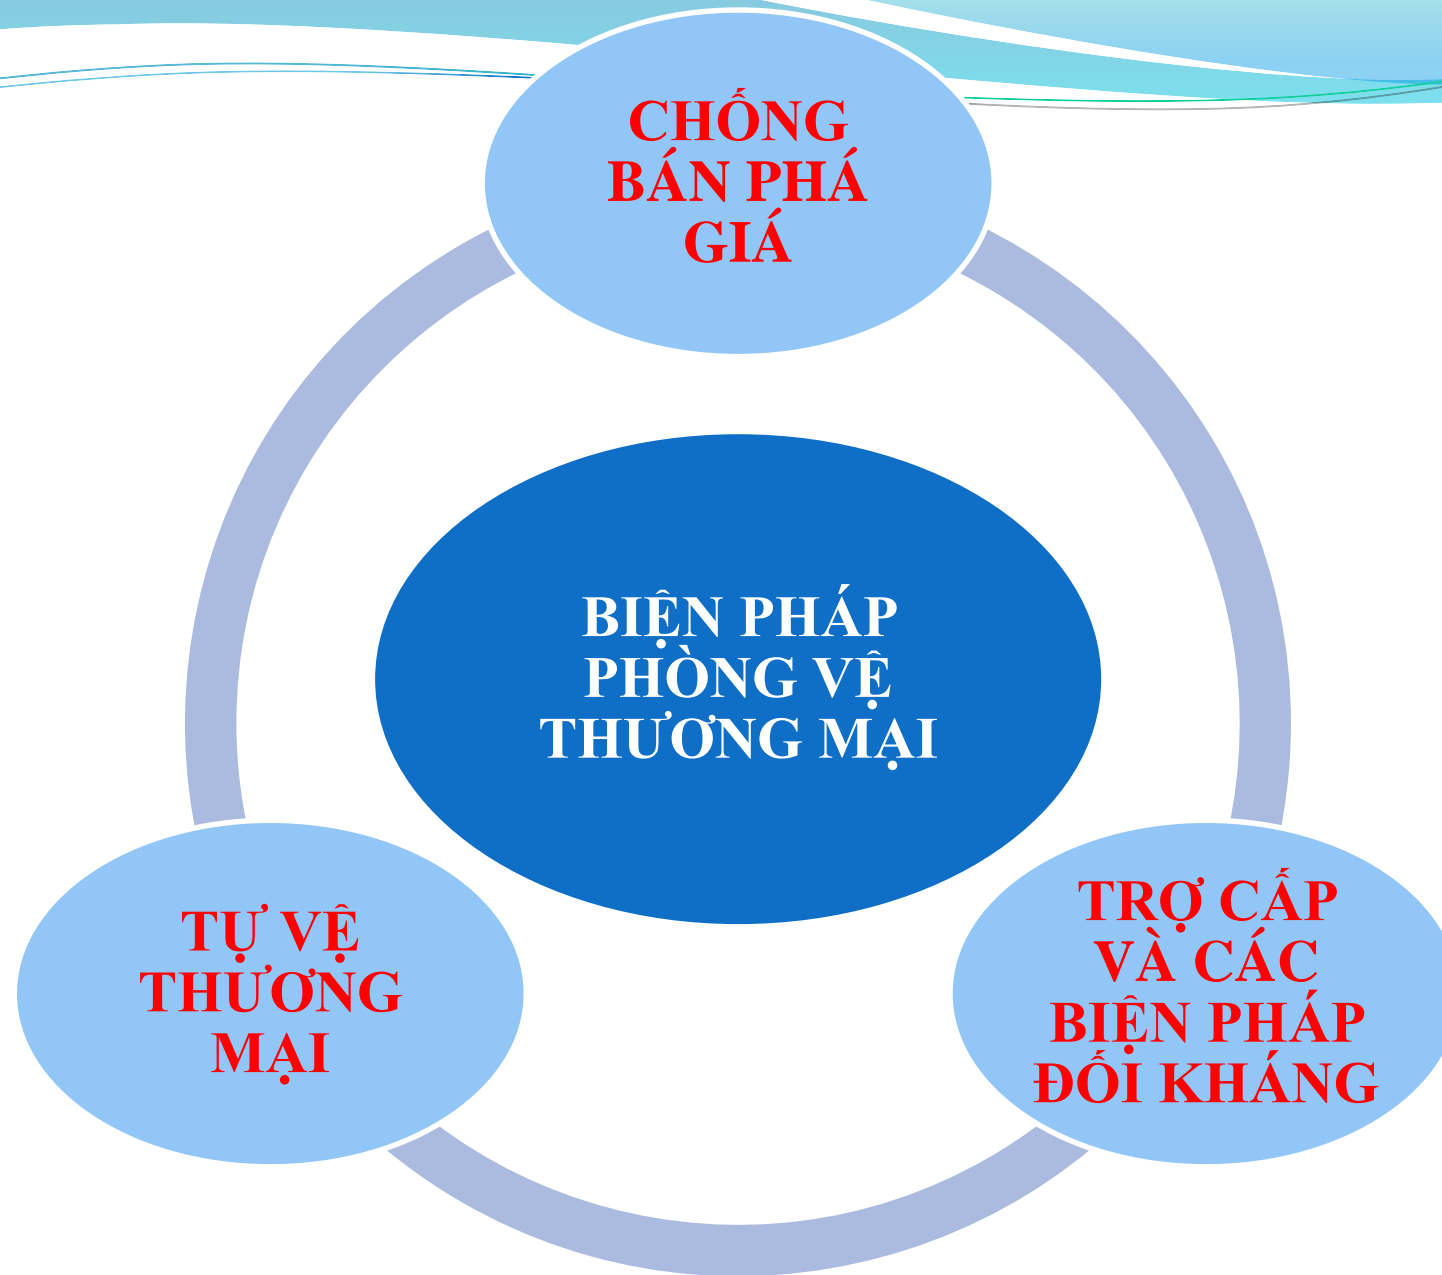 CHỐNG
BÁN PHÁ
GIÁ
BIỆN PHÁP
PHÒNG VỆ
THƯƠNG MẠI
TỰ VỆ
THƯƠNG
MẠI
TRỢ CẤP
VÀ CÁC
BIỆN PHÁP
ĐỐI KHÁNG